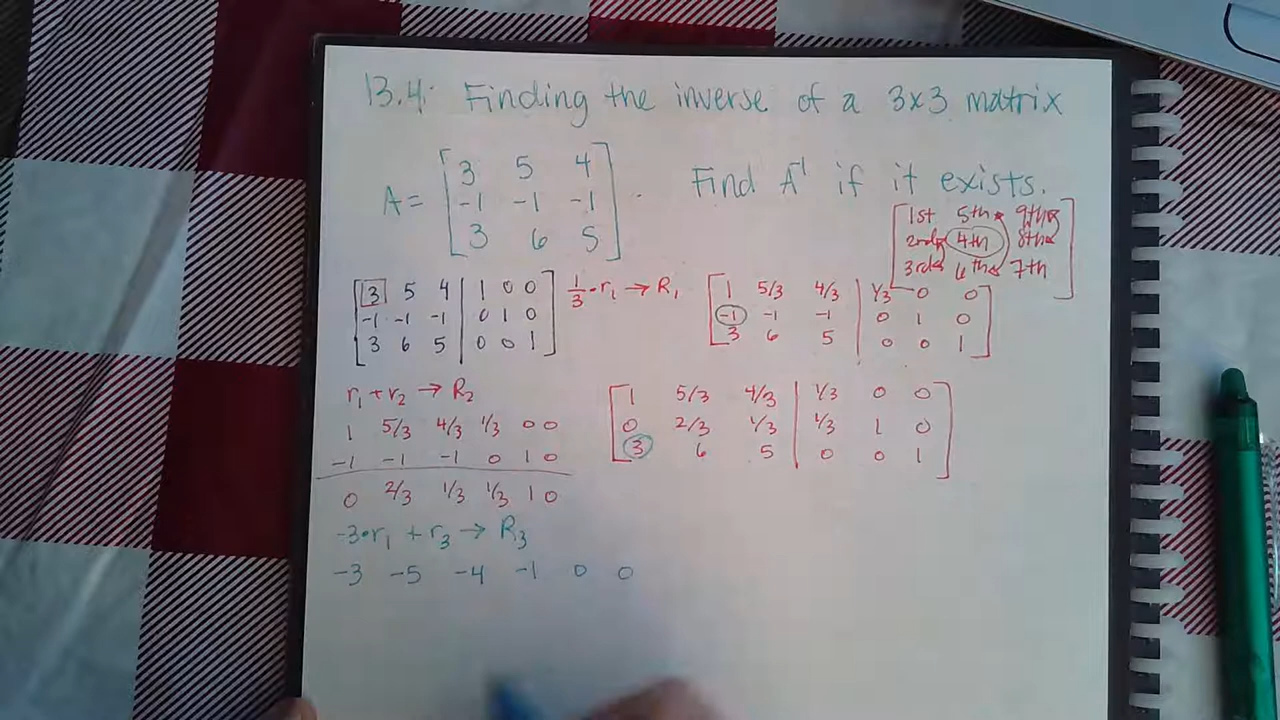 13.4: Finding the inverse of a 3x3 matrix
A = [3 5 4
-1 -1 -1
3 6 5] . Find A⁻¹ if it exists.
[1st 5th 9th
2nd 4th 8th
3rd 6th 7th]
[3 5 4 | 1 0 0
-1 -1 -1 | 0 1 0
3 6 5 | 0 0 1]
1/3 • r₁ → R₁
[1 5/3 4/3 | 1/3 0 0
-1 -1 -1 | 0 1 0
3 6 5 | 0 0 1]
r₁ + r₂ → R₂
1 5/3 4/3 1/3 0 0
-1 -1 -1 0 1 0
0 2/3 1/3 1/3 1 0
[1 5/3 4/3 | 1/3 0 0
0 2/3 1/3 | 1/3 1 0
3 6 5 | 0 0 1]
-3•r₁ + r₃ → R₃
-3 -5 -4 -1 0 0